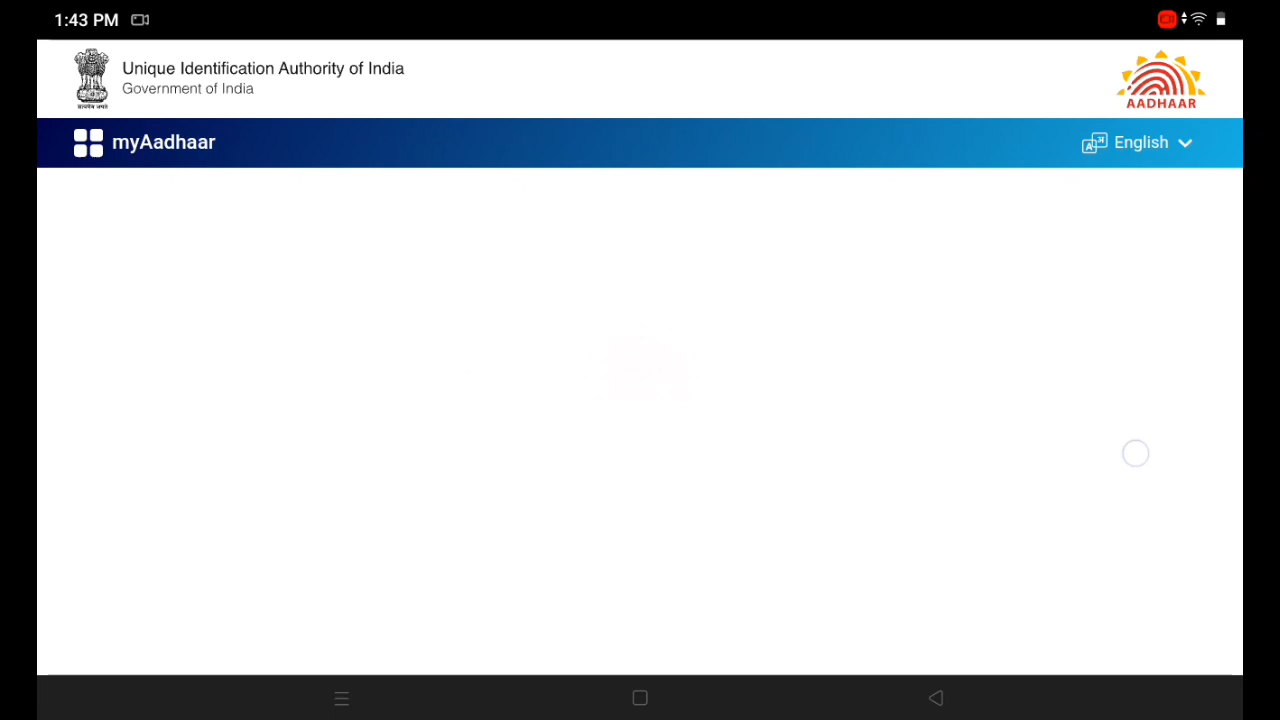 1:43 PM
Unique Identification Authority of India
Government of India
AADHAAR
myAadhaar
English